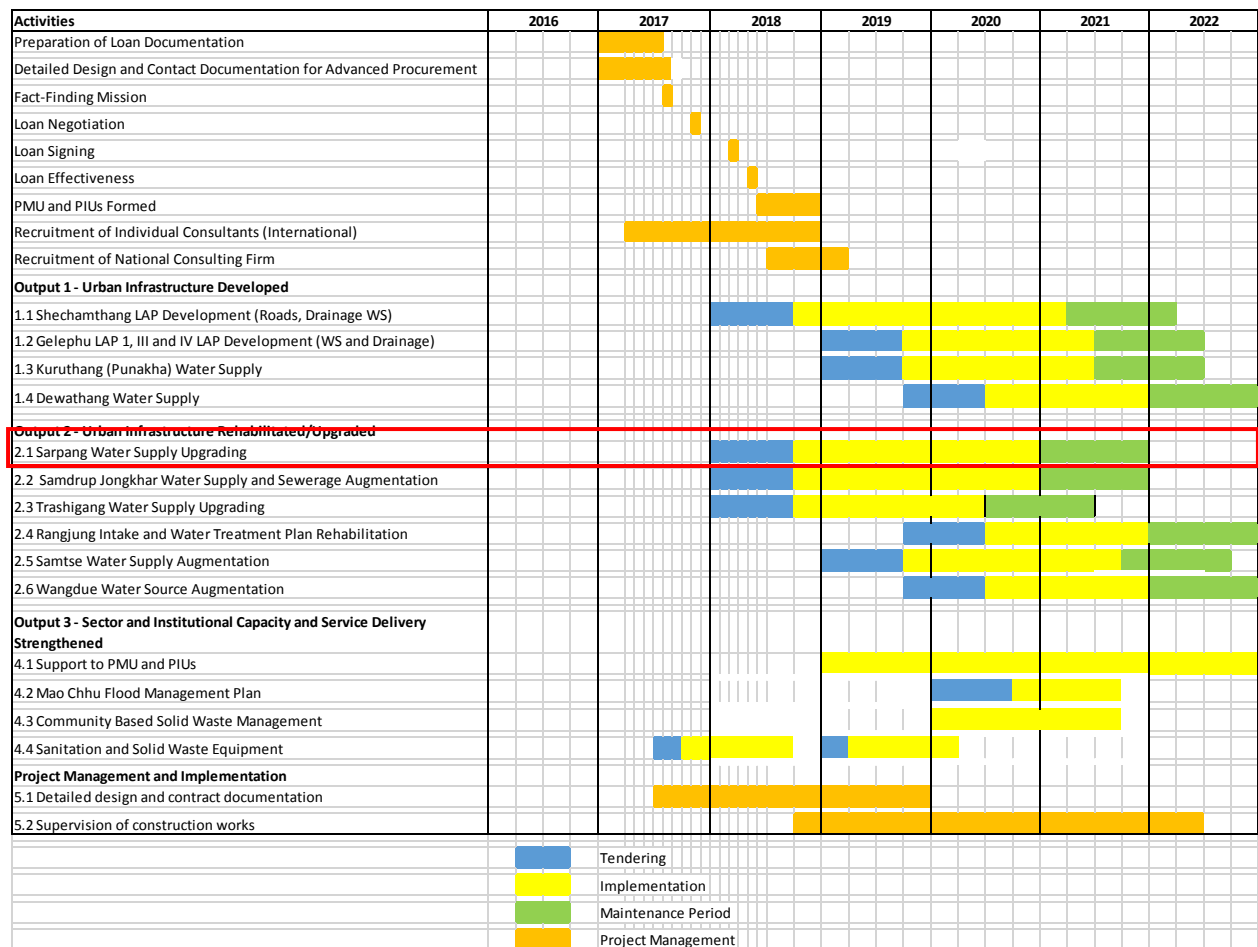 Activities 2016 2017 2018 2019 2020 2021 2022
Preparation of Loan Documentation
Detailed Design and Contact Documentation for Advanced Procurement
Fact-Finding Mission
Loan Negotiation
Loan Signing
Loan Effectiveness
PMU and PIUs Formed
Recruitment of Individual Consultants (International)
Recruitment of National Consulting Firm
Output 1 - Urban Infrastructure Developed
1.1 Shechamthang LAP Development (Roads, Drainage WS)
1.2 Gelephu LAP 1, III and IV LAP Development (WS and Drainage)
1.3 Kuruthang (Punakha) Water Supply
1.4 Dewathang Water Supply
Output 2 - Urban Infrastructure Rehabilitated/Upgraded
2.1 Sarpang Water Supply Upgrading
2.2 Samdrup Jongkhar Water Supply and Sewerage Augmentation
2.3 Trashigang Water Supply Upgrading
2.4 Rangjung Intake and Water Treatment Plan Rehabilitation
2.5 Samtse Water Supply Augmentation
2.6 Wangdue Water Source Augmentation
Output 3 - Sector and Institutional Capacity and Service Delivery
Strengthened
4.1 Support to PMU and PIUs
4.2 Mao Chhu Flood Management Plan
4.3 Community Based Solid Waste Management
4.4 Sanitation and Solid Waste Equipment
Project Management and Implementation
5.1 Detailed design and contract documentation
5.2 Supervision of construction works
Tendering
Implementation
Maintenance Period
Project Management